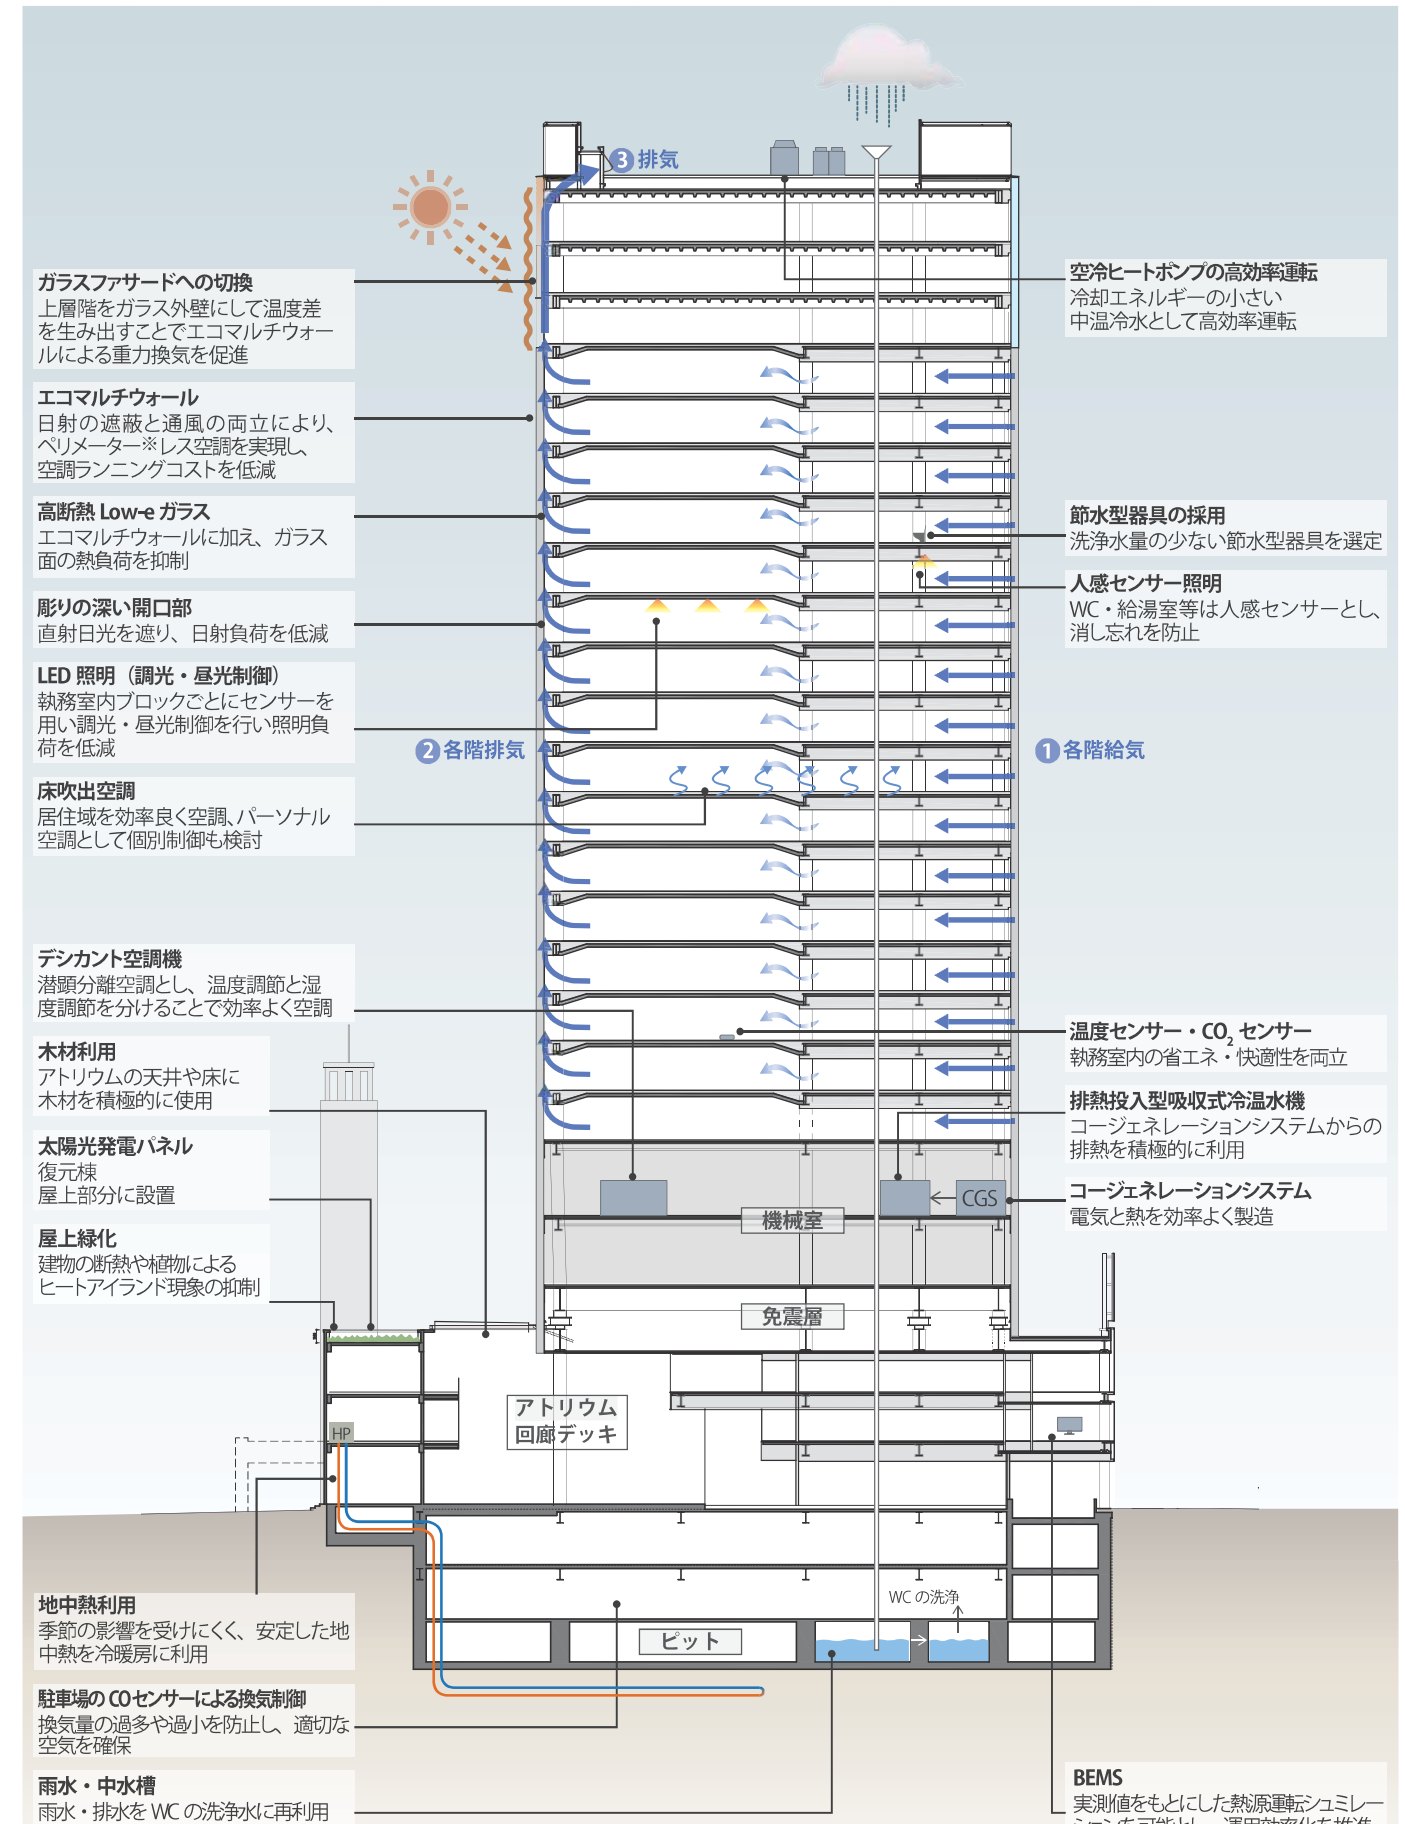 3 排気
ガラスファサードへの切換
上層階をガラス外壁にして温度差
を生み出すことでエコマルチウォー
ルによる重力換気を促進
エコマルチウォール
日射の遮蔽と通風の両立により、
ペリメーター※レス空調を実現し、
空調ランニングコストを低減
高断熱 Low-e ガラス
エコマルチウォールに加え、ガラス
面の熱負荷を抑制
彫りの深い開口部
直射日光を遮り、日射負荷を低減
LED 照明（調光・昼光制御）
執務室内ブロックごとにセンサーを
用い調光・昼光制御を行い照明負
荷を低減
2 各階排気
床吹出空調
居住域を効率良く空調、パーソナル
空調として個別制御も検討
デシカント空調機
潜顕分離空調とし、温度調節と湿
度調節を分けることで効率よく空調
木材利用
アトリウムの天井や床に
木材を積極的に使用
太陽光発電パネル
復元棟
屋上部分に設置
屋上緑化
建物の断熱や植物による
ヒートアイランド現象の抑制
地中熱利用
季節の影響を受けにくく、安定した地
中熱を冷暖房に利用
駐車場の CO センサーによる換気制御
換気量の過多や過小を防止し、適切な
空気を確保
雨水・中水槽
雨水・排水を WC の洗浄水に再利用
空冷ヒートポンプの高効率運転
冷却エネルギーの小さい
中温冷水として高効率運転
節水型器具の採用
洗浄水量の少ない節水型器具を選定
人感センサー照明
WC・給湯室等は人感センサーとし、
消し忘れを防止
1 各階給気
温度センサー・CO₂ センサー
執務室内の省エネ・快適性を両立
排熱投入型吸収式冷温水機
コージェネレーションシステムからの
排熱を積極的に利用
コージェネレーションシステム
電気と熱を効率よく製造
CGS
機械室
免震層
アトリウム
回廊デッキ
HP
WC の洗浄
ピット
BEMS
実測値をもとにした熱源運転シュミレー
ションを可能とし、運用効率化を推進